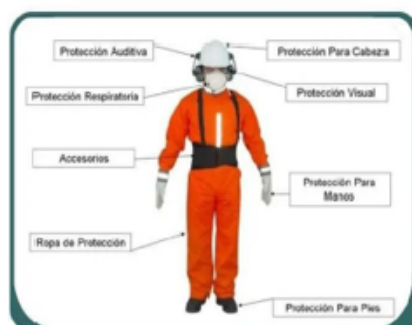 Protección Auditiva
Protección Para Cabeza
Protección Respiratoria
Protección Visual
Accesorios
Protección Para
Manos
Ropa de Protección
Protección Para Pies